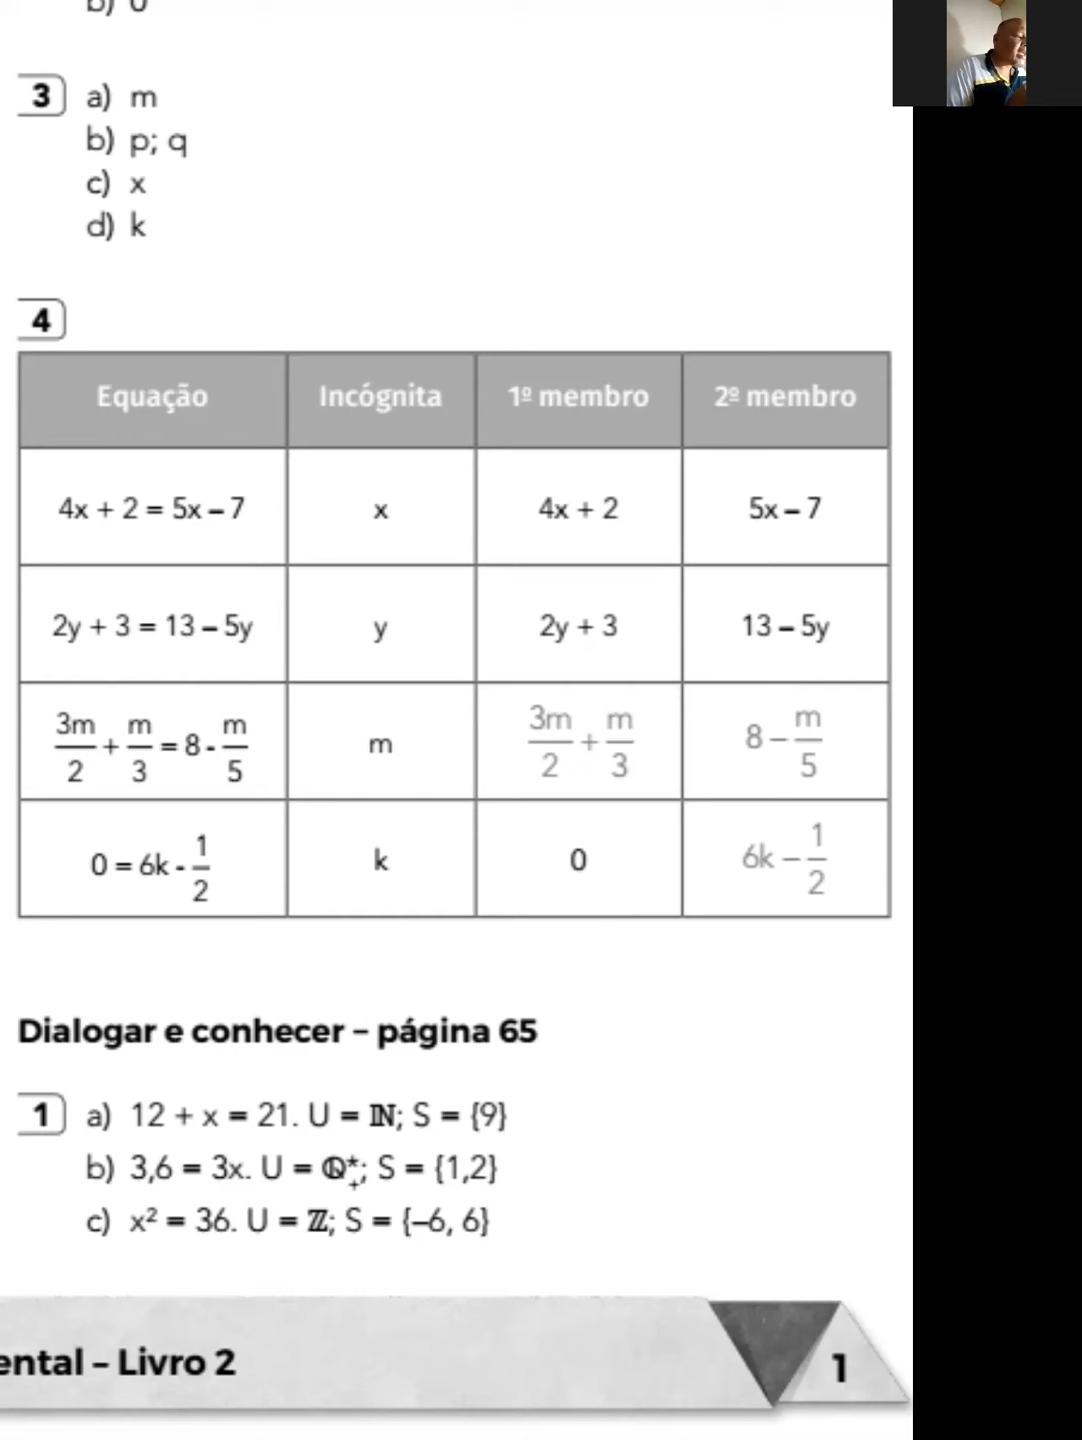 b) 0
3 a) m
b) p; q
c) x
d) k
4
Equação Incógnita 1º membro 2º membro
4x + 2 = 5x – 7 x 4x + 2 5x – 7
2y + 3 = 13 – 5y y 2y + 3 13 – 5y
3m/2 + m/3 = 8 - m/5 m 3m/2 + m/3 8 – m/5
0 = 6k - 1/2 k 0 6k – 1/2
Dialogar e conhecer – página 65
1 a) 12 + x = 21. U = ℕ; S = {9}
b) 3,6 = 3x. U = ℚ*₊; S = {1,2}
c) x² = 36. U = ℤ; S = {–6, 6}
ental – Livro 2
1